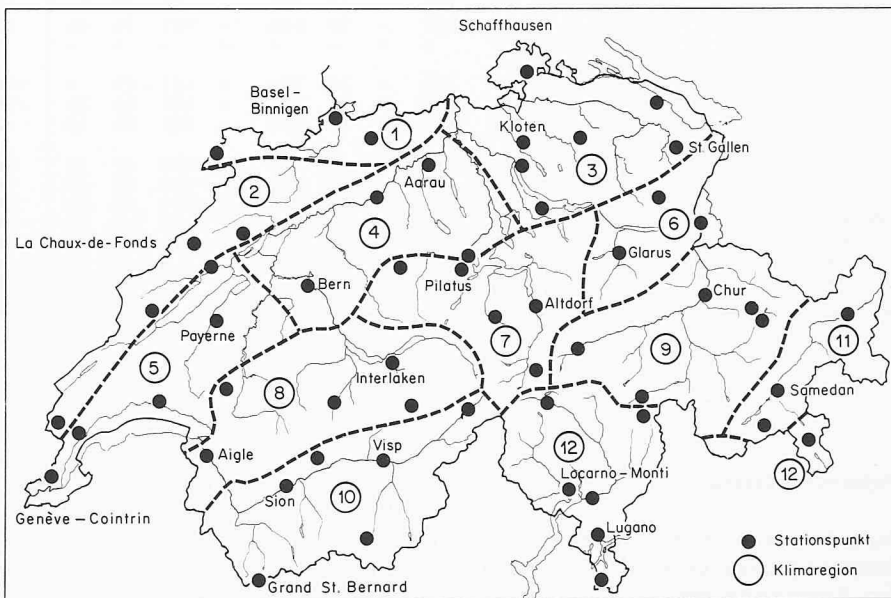 Schaffhausen
Basel-
Binnigen
1
Kloten
St. Gallen
3
2
Aarau
6
La Chaux-de-Fonds
4
Glarus
Bern
Pilatus
Altdorf
Chur
Payerne
7
9
11
5
Interlaken
8
Samedan
Aigle
Visp
12
Locarno-Monti
12
Sion
10
Genève-Cointrin
Lugano
Stationspunkt
Klimaregion
Grand St. Bernard